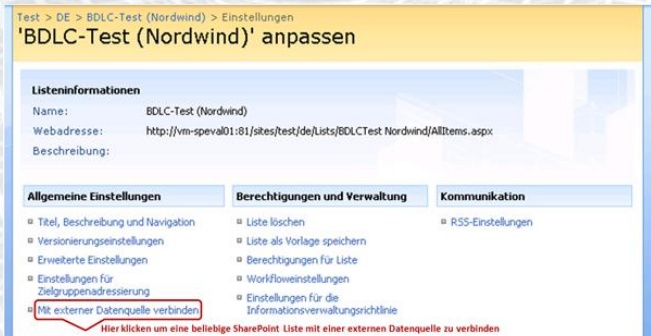 Test > DE > BDLC-Test (Nordwind) > Einstellungen
'BDLC-Test (Nordwind)' anpassen
Listeninformationen
Name: BDLC-Test (Nordwind)
Webadresse: http://vm-speval01:81/sites/test/de/Lists/BDLCTest Nordwind/AllItems.aspx
Beschreibung:
Allgemeine Einstellungen
Titel, Beschreibung und Navigation
Versionierungseinstellungen
Erweiterte Einstellungen
Einstellungen für
Zielgruppenadressierung
Mit externer Datenquelle verbinden
Berechtigungen und Verwaltung
Liste löschen
Liste als Vorlage speichern
Berechtigungen für Liste
Workfloweinstellungen
Einstellungen für die
Informationsverwaltungsrichtlinie
Kommunikation
RSS-Einstellungen
Hier klicken um eine beliebige SharePoint Liste mit einer externen Datenquelle zu verbinden